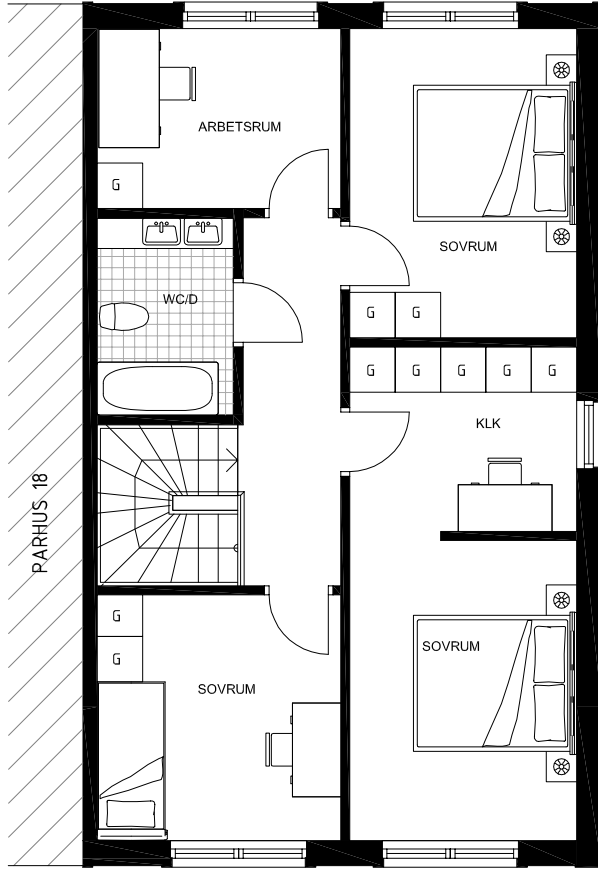 ARBETSRUM
G
SOVRUM
WC/D
G G
G G G G G
KLK
PARHUS 18
G
G
SOVRUM
SOVRUM